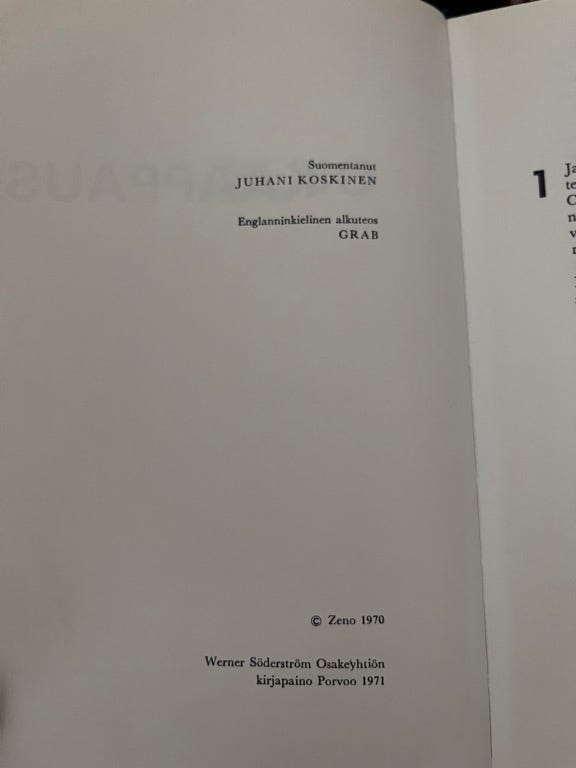 Suomentanut
JUHANI KOSKINEN
Englanninkielinen alkuteos
GRAB
© Zeno 1970
Werner Söderström Osakeyhtiön
kirjapaino Porvoo 1971
1